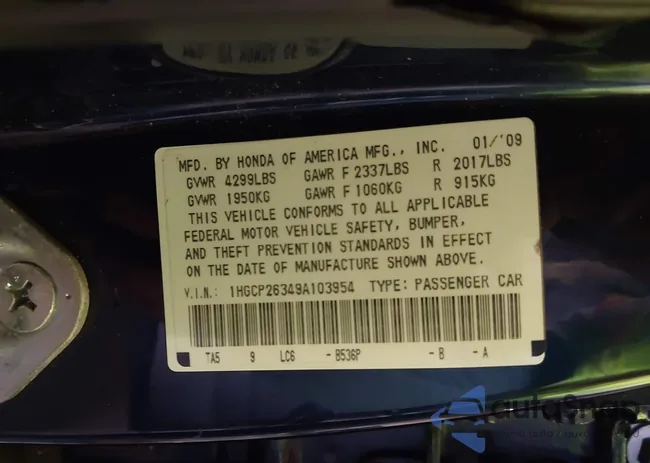 MFD. BY HONDA OF AMERICA MFG., INC. 01/'09
GVWR 4299LBS GAWR F 2337LBS R 2017LBS
GVWR 1950KG GAWR F 1060KG R 915KG
THIS VEHICLE CONFORMS TO ALL APPLICABLE
FEDERAL MOTOR VEHICLE SAFETY, BUMPER,
AND THEFT PREVENTION STANDARDS IN EFFECT
ON THE DATE OF MANUFACTURE SHOWN ABOVE.
V.I.N.: 1HGCP26349A103954 TYPE: PASSENGER CAR
TA5 9 LC6 -B536P -B -A